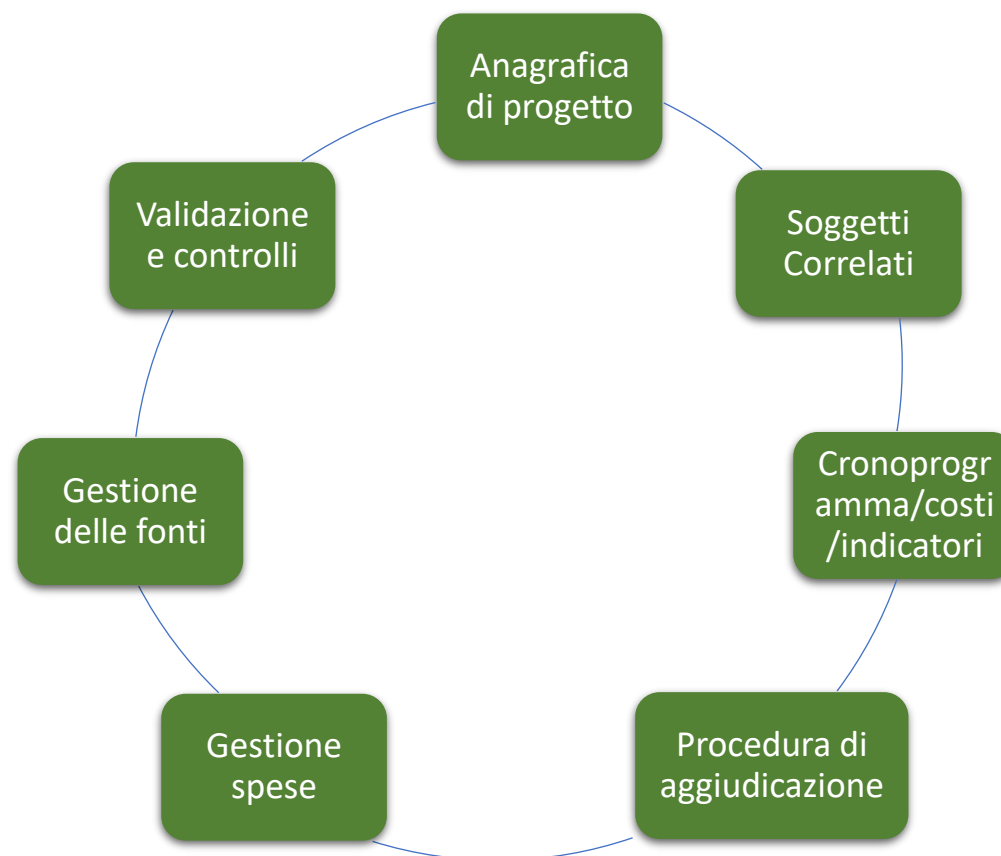 Anagrafica
di progetto
Soggetti
Correlati
Cronoprogr
amma/costi
/indicatori
Procedura di
aggiudicazione
Gestione
spese
Gestione
delle fonti
Validazione
e controlli